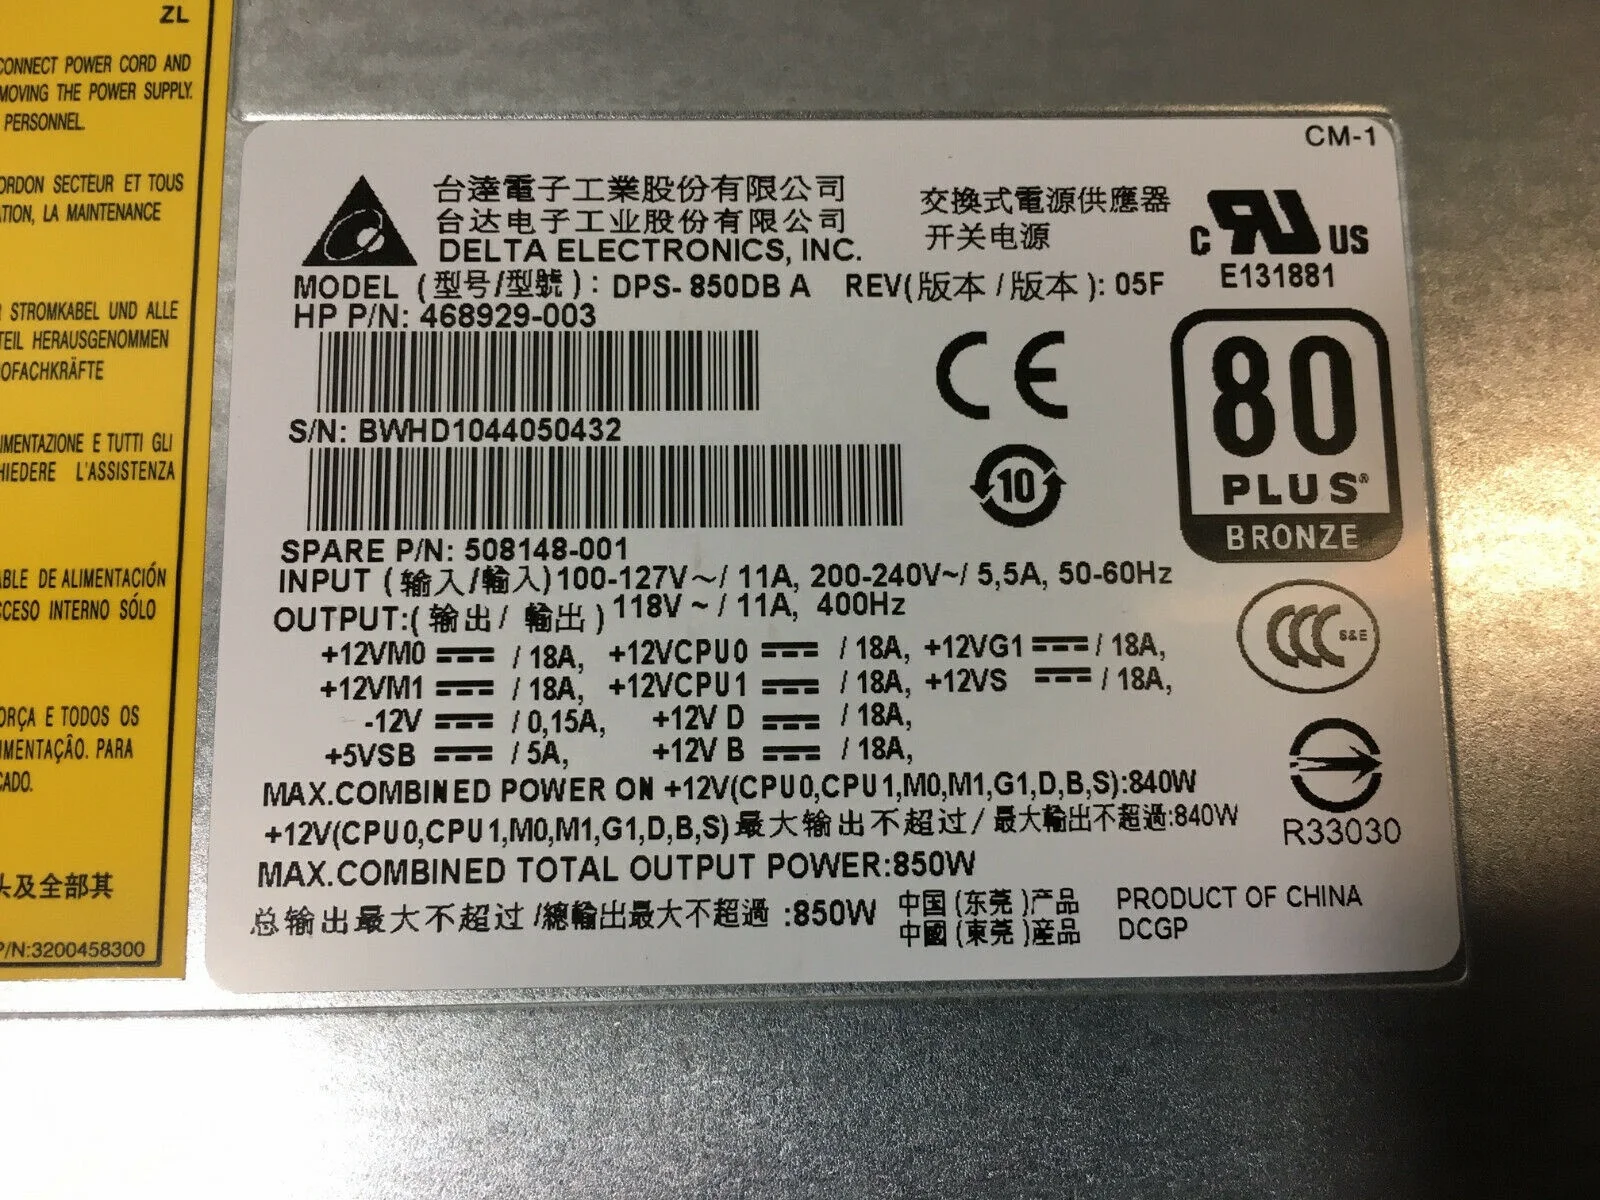 ZL
CONNECT POWER CORD AND
MOVING THE POWER SUPPLY.
PERSONNEL.
ORDON SECTEUR ET TOUS
TION, LA MAINTENANCE
STROMKABEL UND ALLE
TEIL HERAUSGENOMMEN
OFACHKRÄFTE
IMENTAZIONE E TUTTI GLI
HIEDERE L'ASSISTENZA
ABLE DE ALIMENTACIÓN
CCESO INTERNO SÓLO
ORÇA E TODOS OS
IMENTAÇÃO. PARA
CADO.
头及全部其
P/N:3200458300
CM-1
台達電子工業股份有限公司
台达电子工业股份有限公司
DELTA ELECTRONICS, INC.
交換式電源供應器
开关电源
C RU US
E131881
MODEL (型号/型號): DPS-850DB A REV(版本/版本): 05F
HP P/N: 468929-003
CE
80
PLUS®
BRONZE
S/N: BWHD1044050432
10
SPARE P/N: 508148-001
INPUT (输入/輸入)100-127V～/ 11A, 200-240V~/ 5,5A, 50-60Hz
OUTPUT:(输出/輸出) 118V ~ / 11A, 400Hz
CCC S&E
+12VM0 ⎓ / 18A, +12VCPU0 ⎓ / 18A, +12VG1 ⎓ / 18A,
+12VM1 ⎓ / 18A, +12VCPU1 ⎓ / 18A, +12VS ⎓ / 18A,
-12V ⎓ / 0,15A, +12V D ⎓ / 18A,
+5VSB ⎓ / 5A, +12V B ⎓ / 18A,
MAX.COMBINED POWER ON +12V(CPU0,CPU1,M0,M1,G1,D,B,S):840W
+12V(CPU0,CPU1,M0,M1,G1,D,B,S)最大输出不超过/最大輸出不超過:840W
R33030
MAX.COMBINED TOTAL OUTPUT POWER:850W
总输出最大不超过/總輸出最大不超過:850W
中国(东莞)产品 PRODUCT OF CHINA
中國(東莞)產品 DCGP